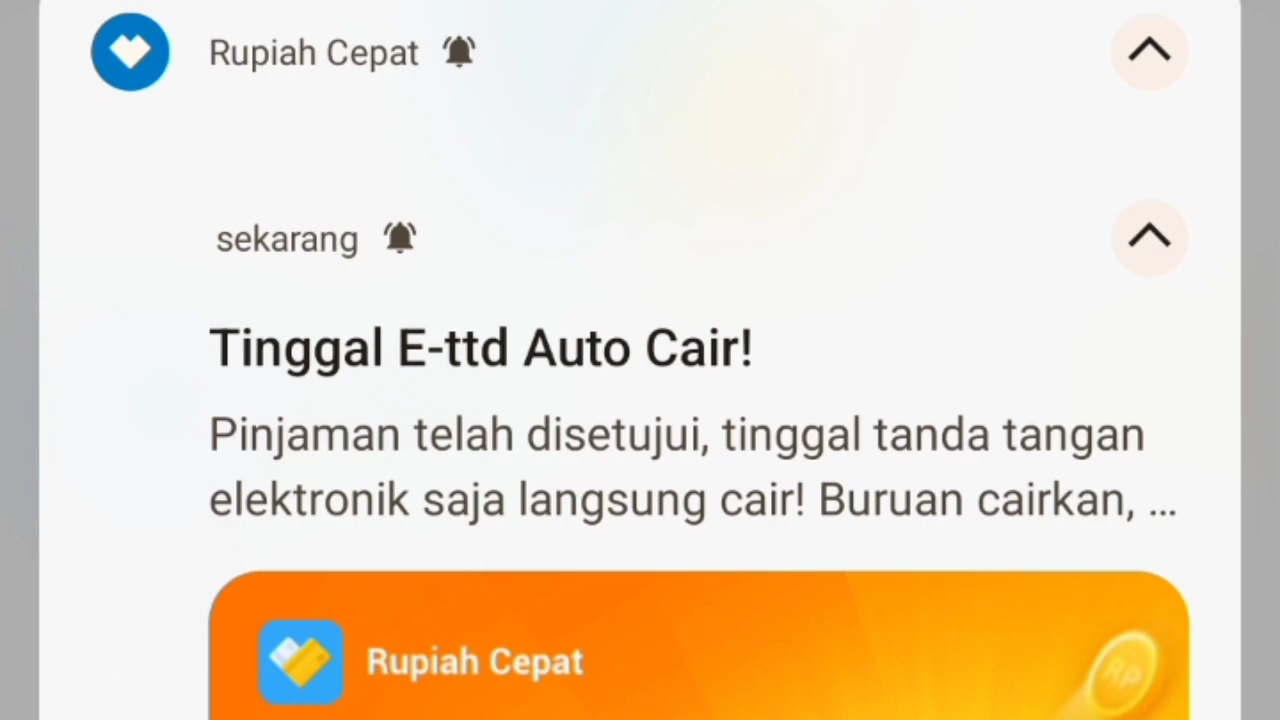 Rupiah Cepat
sekarang
Tinggal E-ttd Auto Cair!
Pinjaman telah disetujui, tinggal tanda tangan
elektronik saja langsung cair! Buruan cairkan, ...
Rupiah Cepat
RP